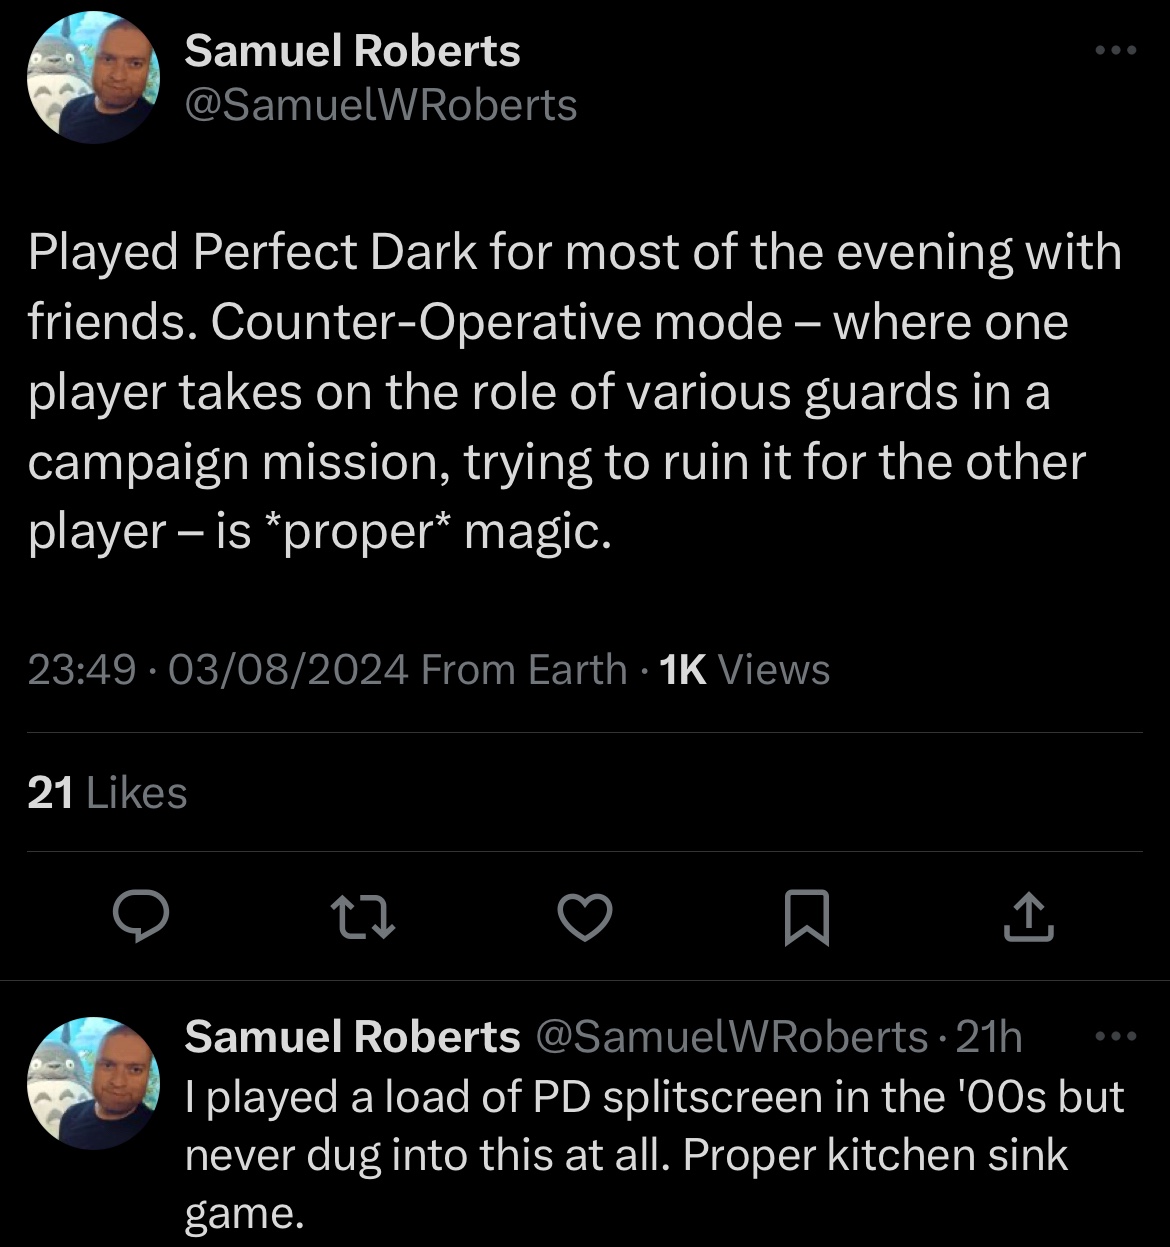 Samuel Roberts
@SamuelWRoberts
Played Perfect Dark for most of the evening with
friends. Counter-Operative mode – where one
player takes on the role of various guards in a
campaign mission, trying to ruin it for the other
player – is *proper* magic.
23:49 · 03/08/2024 From Earth · 1K Views
21 Likes
Samuel Roberts @SamuelWRoberts · 21h
I played a load of PD splitscreen in the '00s but
never dug into this at all. Proper kitchen sink
game.